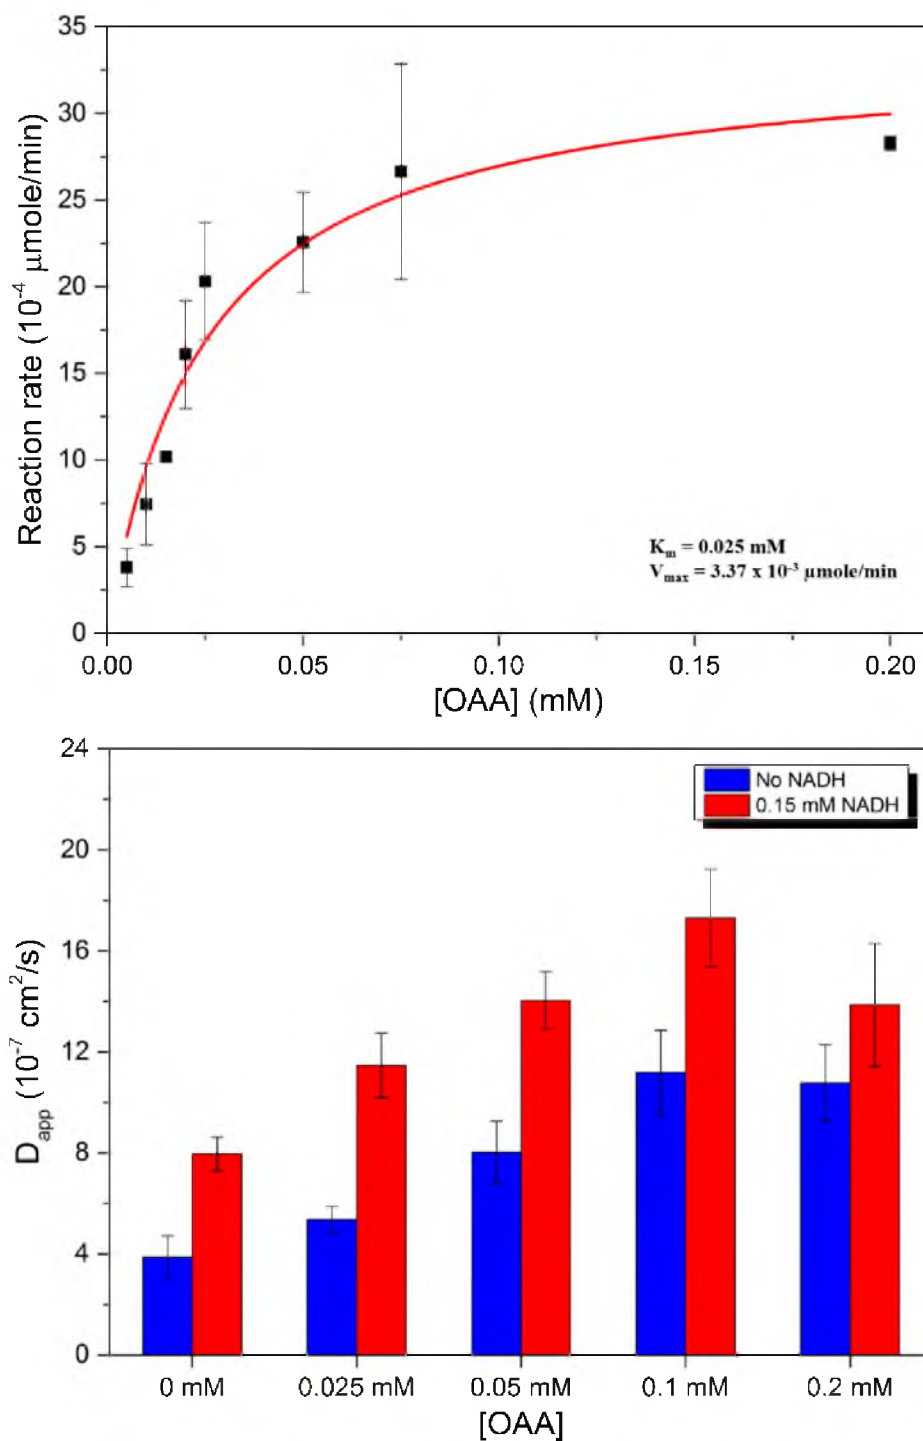 35
30
25
20
15
10
5
0
Reaction rate (10⁻⁴ μmole/min)
Kₘ = 0.025 mM
Vₘₐₓ = 3.37 x 10⁻³ μmole/min
0.00 0.05 0.10 0.15 0.20
[OAA] (mM)
24
20
16
12
8
4
0
D_app (10⁻⁷ cm²/s)
No NADH
0.15 mM NADH
0 mM 0.025 mM 0.05 mM 0.1 mM 0.2 mM
[OAA]